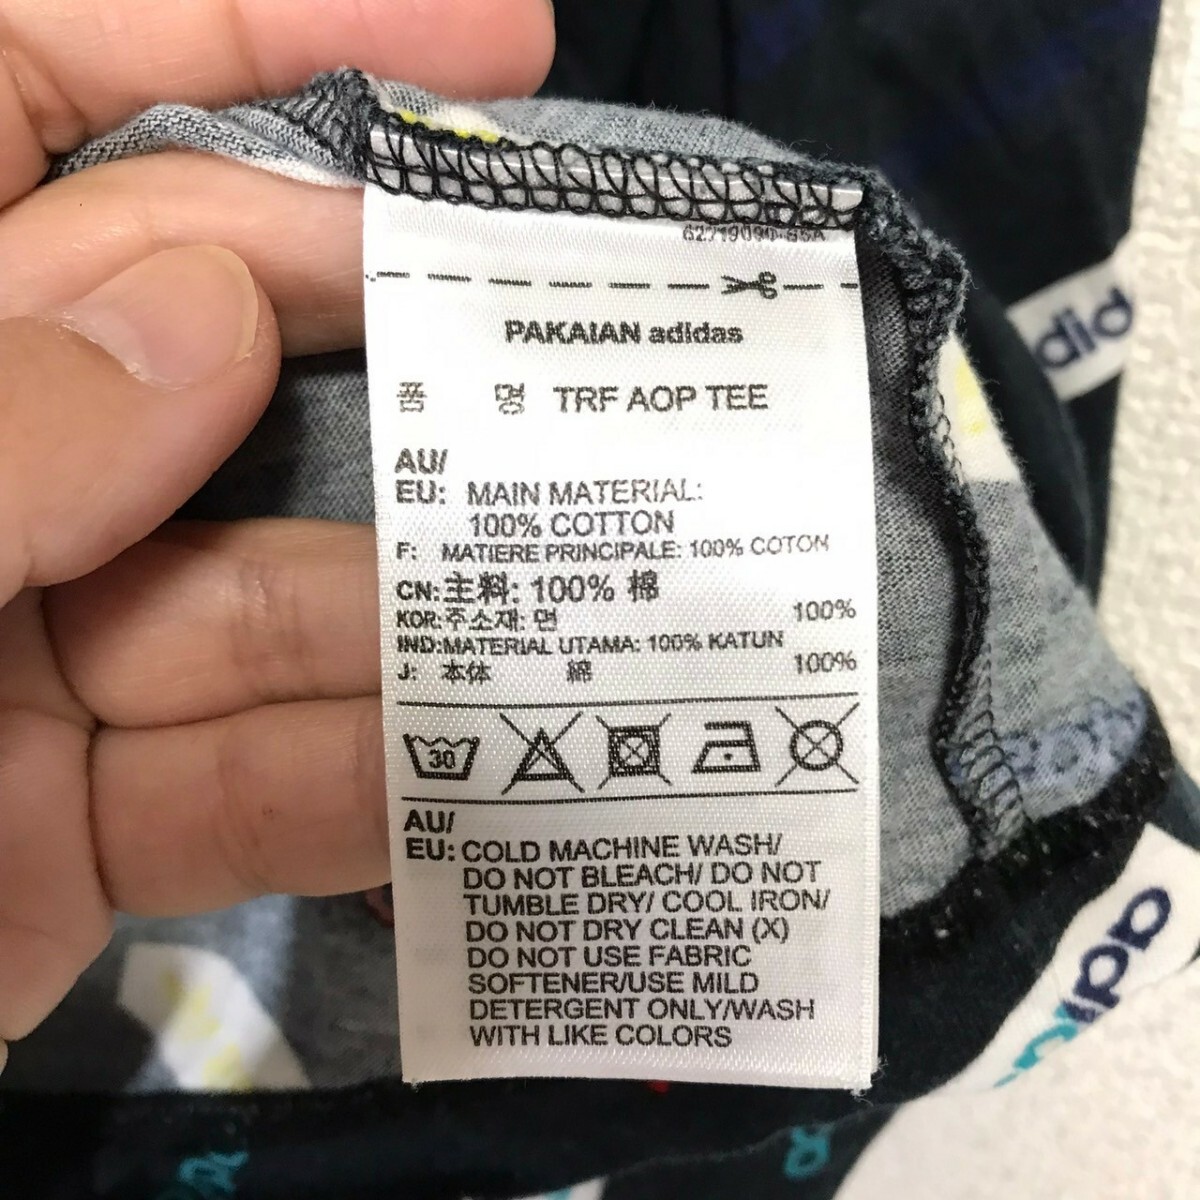 PAKAIAN adidas
품 명 TRF AOP TEE
AU/
EU: MAIN MATERIAL:
100% COTTON
F: MATIERE PRINCIPALE: 100% COTON
CN:主料: 100% 棉
KOR:주소재: 면 100%
IND:MATERIAL UTAMA: 100% KATUN
J: 本体 綿 100%
30
AU/
EU: COLD MACHINE WASH/
DO NOT BLEACH/ DO NOT
TUMBLE DRY/ COOL IRON/
DO NOT DRY CLEAN (X)
DO NOT USE FABRIC
SOFTENER/USE MILD
DETERGENT ONLY/WASH
WITH LIKE COLORS